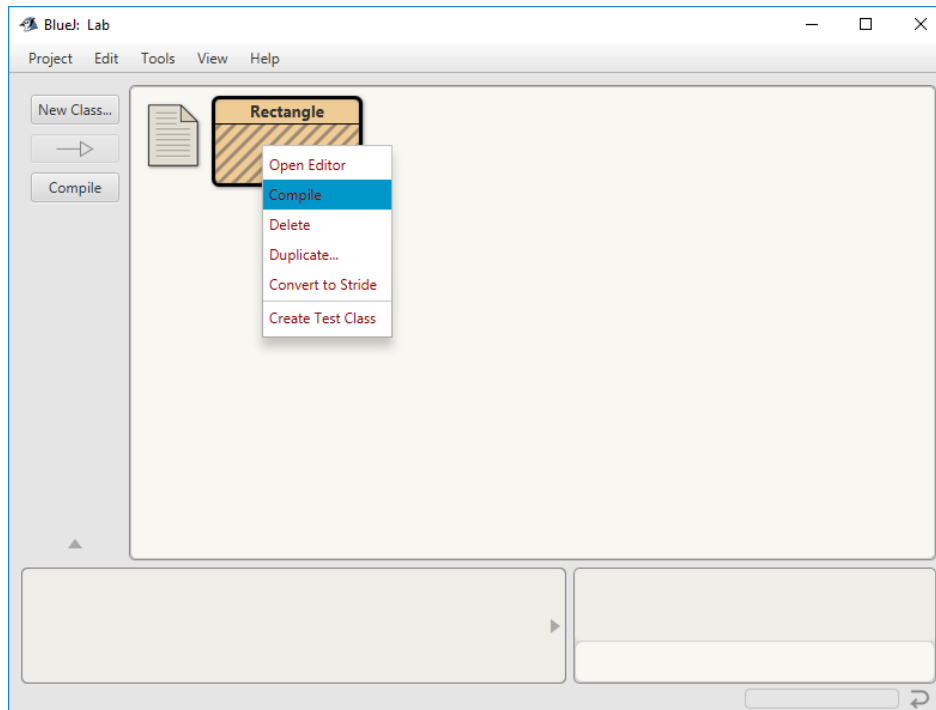 BlueJ: Lab
Project Edit Tools View Help
New Class...
Compile
Rectangle
Open Editor
Compile
Delete
Duplicate...
Convert to Stride
Create Test Class